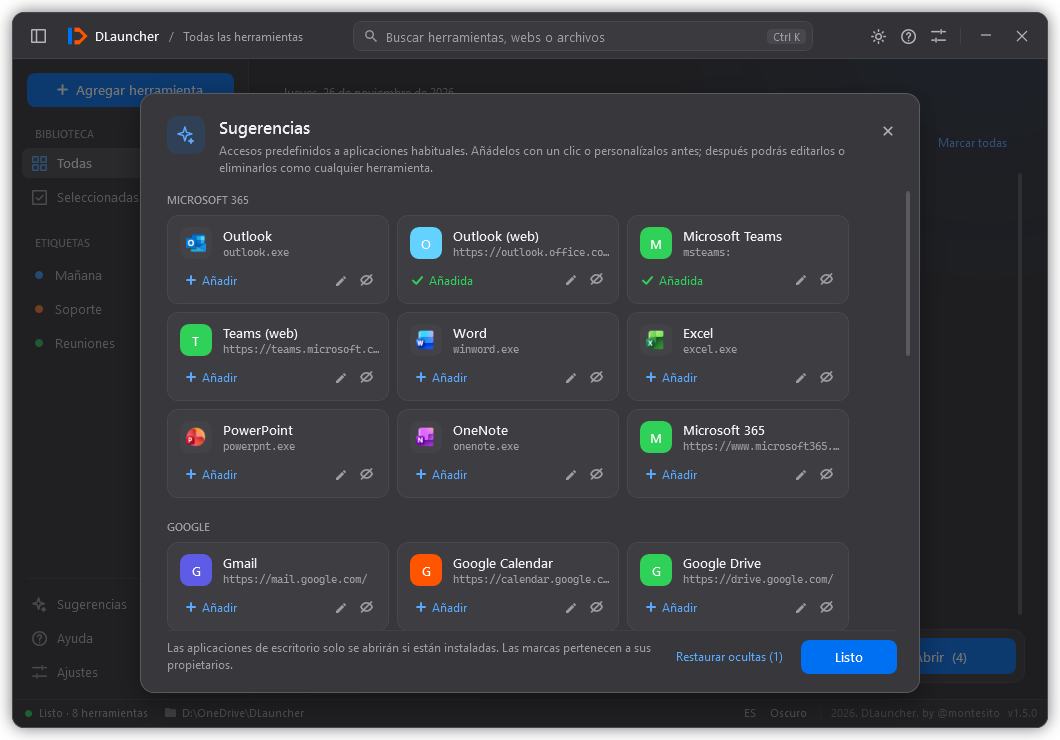 DLauncher / Todas las herramientas
Buscar herramientas, webs o archivos
Ctrl K
Agregar herramienta
jueves, 26 de noviembre de 2026
BIBLIOTECA
Todas
Seleccionadas
Marcar todas
ETIQUETAS
Mañana
Soporte
Reuniones
Sugerencias
Ayuda
Ajustes
Sugerencias
Accesos predefinidos a aplicaciones habituales. Añádelos con un clic o personalízalos antes; después podrás editarlos o
eliminarlos como cualquier herramienta.
MICROSOFT 365
Outlook
outlook.exe
Añadir
O
Outlook (web)
https://outlook.office.co…
Añadida
M
Microsoft Teams
msteams:
Añadida
T
Teams (web)
https://teams.microsoft.c…
Añadir
Word
winword.exe
Añadir
Excel
excel.exe
Añadir
PowerPoint
powerpnt.exe
Añadir
OneNote
onenote.exe
Añadir
M
Microsoft 365
https://www.microsoft365.…
Añadir
GOOGLE
G
Gmail
https://mail.google.com/
Añadir
G
Google Calendar
https://calendar.google.c…
Añadir
G
Google Drive
https://drive.google.com/
Añadir
Las aplicaciones de escritorio solo se abrirán si están instaladas. Las marcas pertenecen a sus
propietarios.
Restaurar ocultas (1)
Listo
Abrir (4)
Listo · 8 herramientas
D:\OneDrive\DLauncher
ES
Oscuro
2026. DLauncher. by @montesito v1.5.0